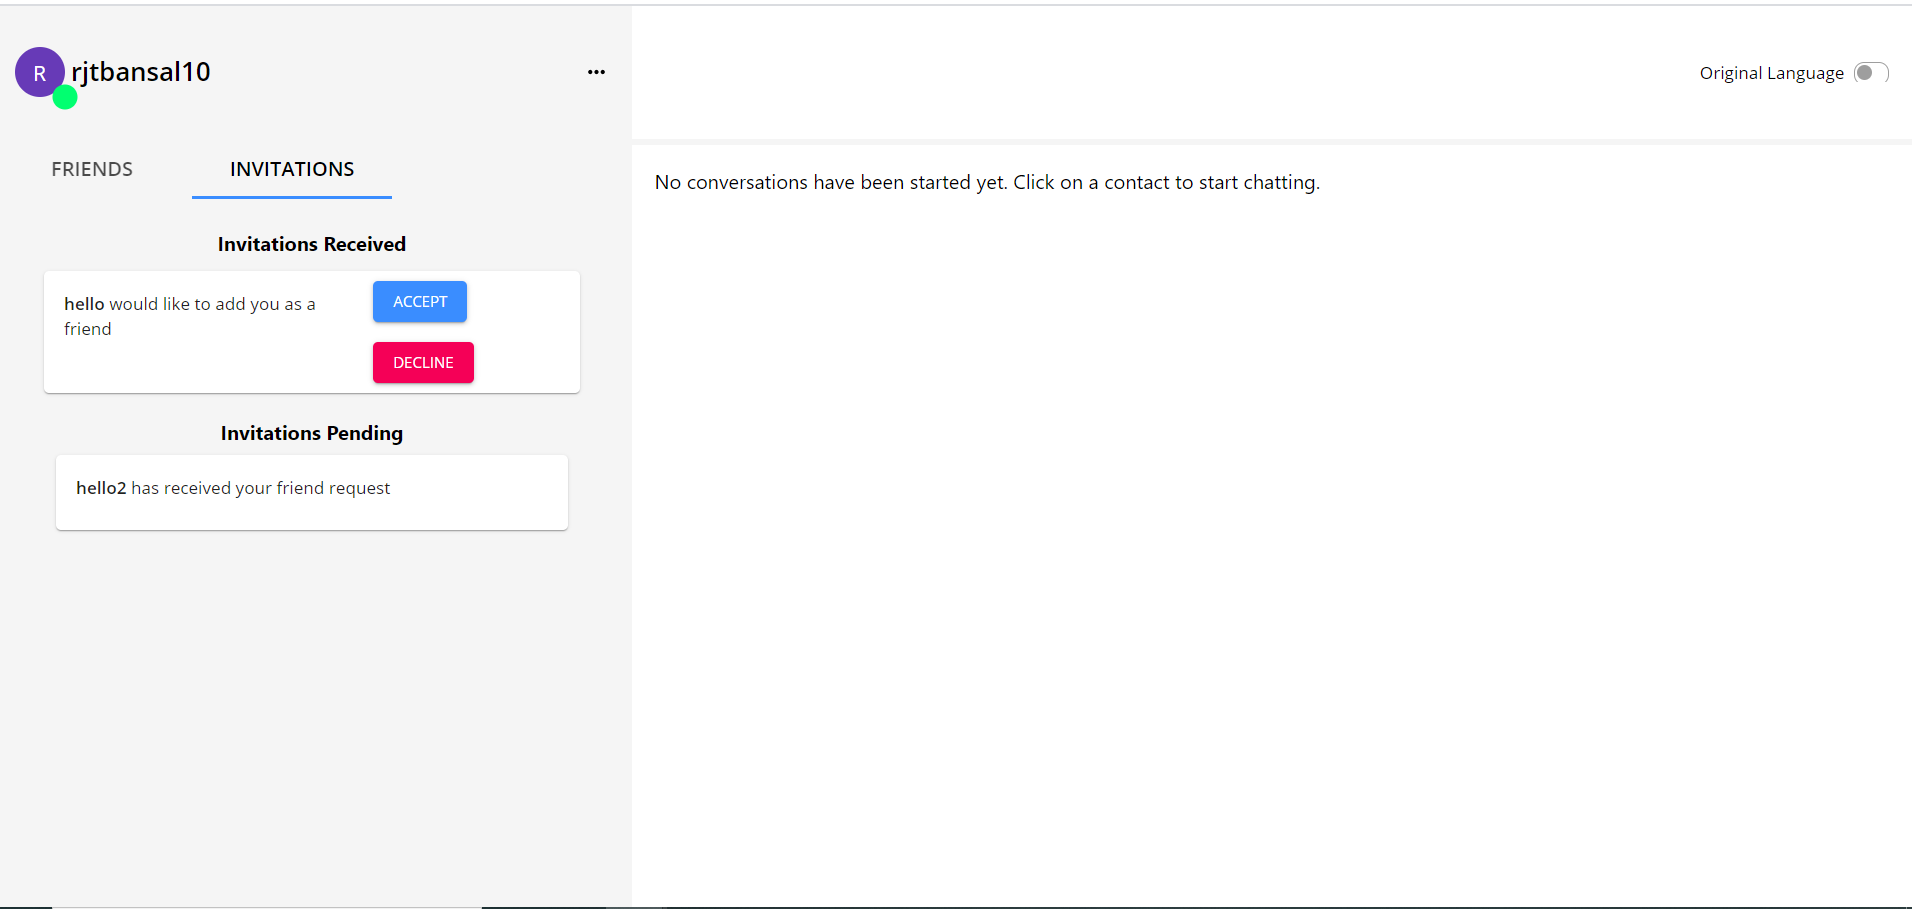 R rjtbansal10
Original Language
FRIENDS INVITATIONS
No conversations have been started yet. Click on a contact to start chatting.
Invitations Received
hello would like to add you as a
friend
ACCEPT
DECLINE
Invitations Pending
hello2 has received your friend request